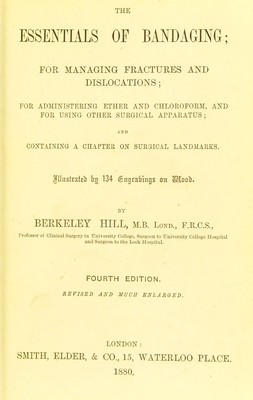 THE
ESSENTIALS OF BANDAGING;
FOR MANAGING FRACTURES AND
DISLOCATIONS;
FOR ADMINISTERING ETHER AND CHLOROFORM, AND
FOR USING OTHER SURGICAL APPARATUS;
AND
CONTAINING A CHAPTER ON SURGICAL LANDMARKS.
Illustrated by 134 Engravings on Wood.
BY
BERKELEY HILL, M.B. LOND., F.R.C.S.,
Professor of Clinical Surgery in University College, Surgeon to University College Hospital
and Surgeon to the Lock Hospital.
FOURTH EDITION.
REVISED AND MUCH ENLARGED.
LONDON:
SMITH, ELDER, & CO., 15, WATERLOO PLACE.
1880.